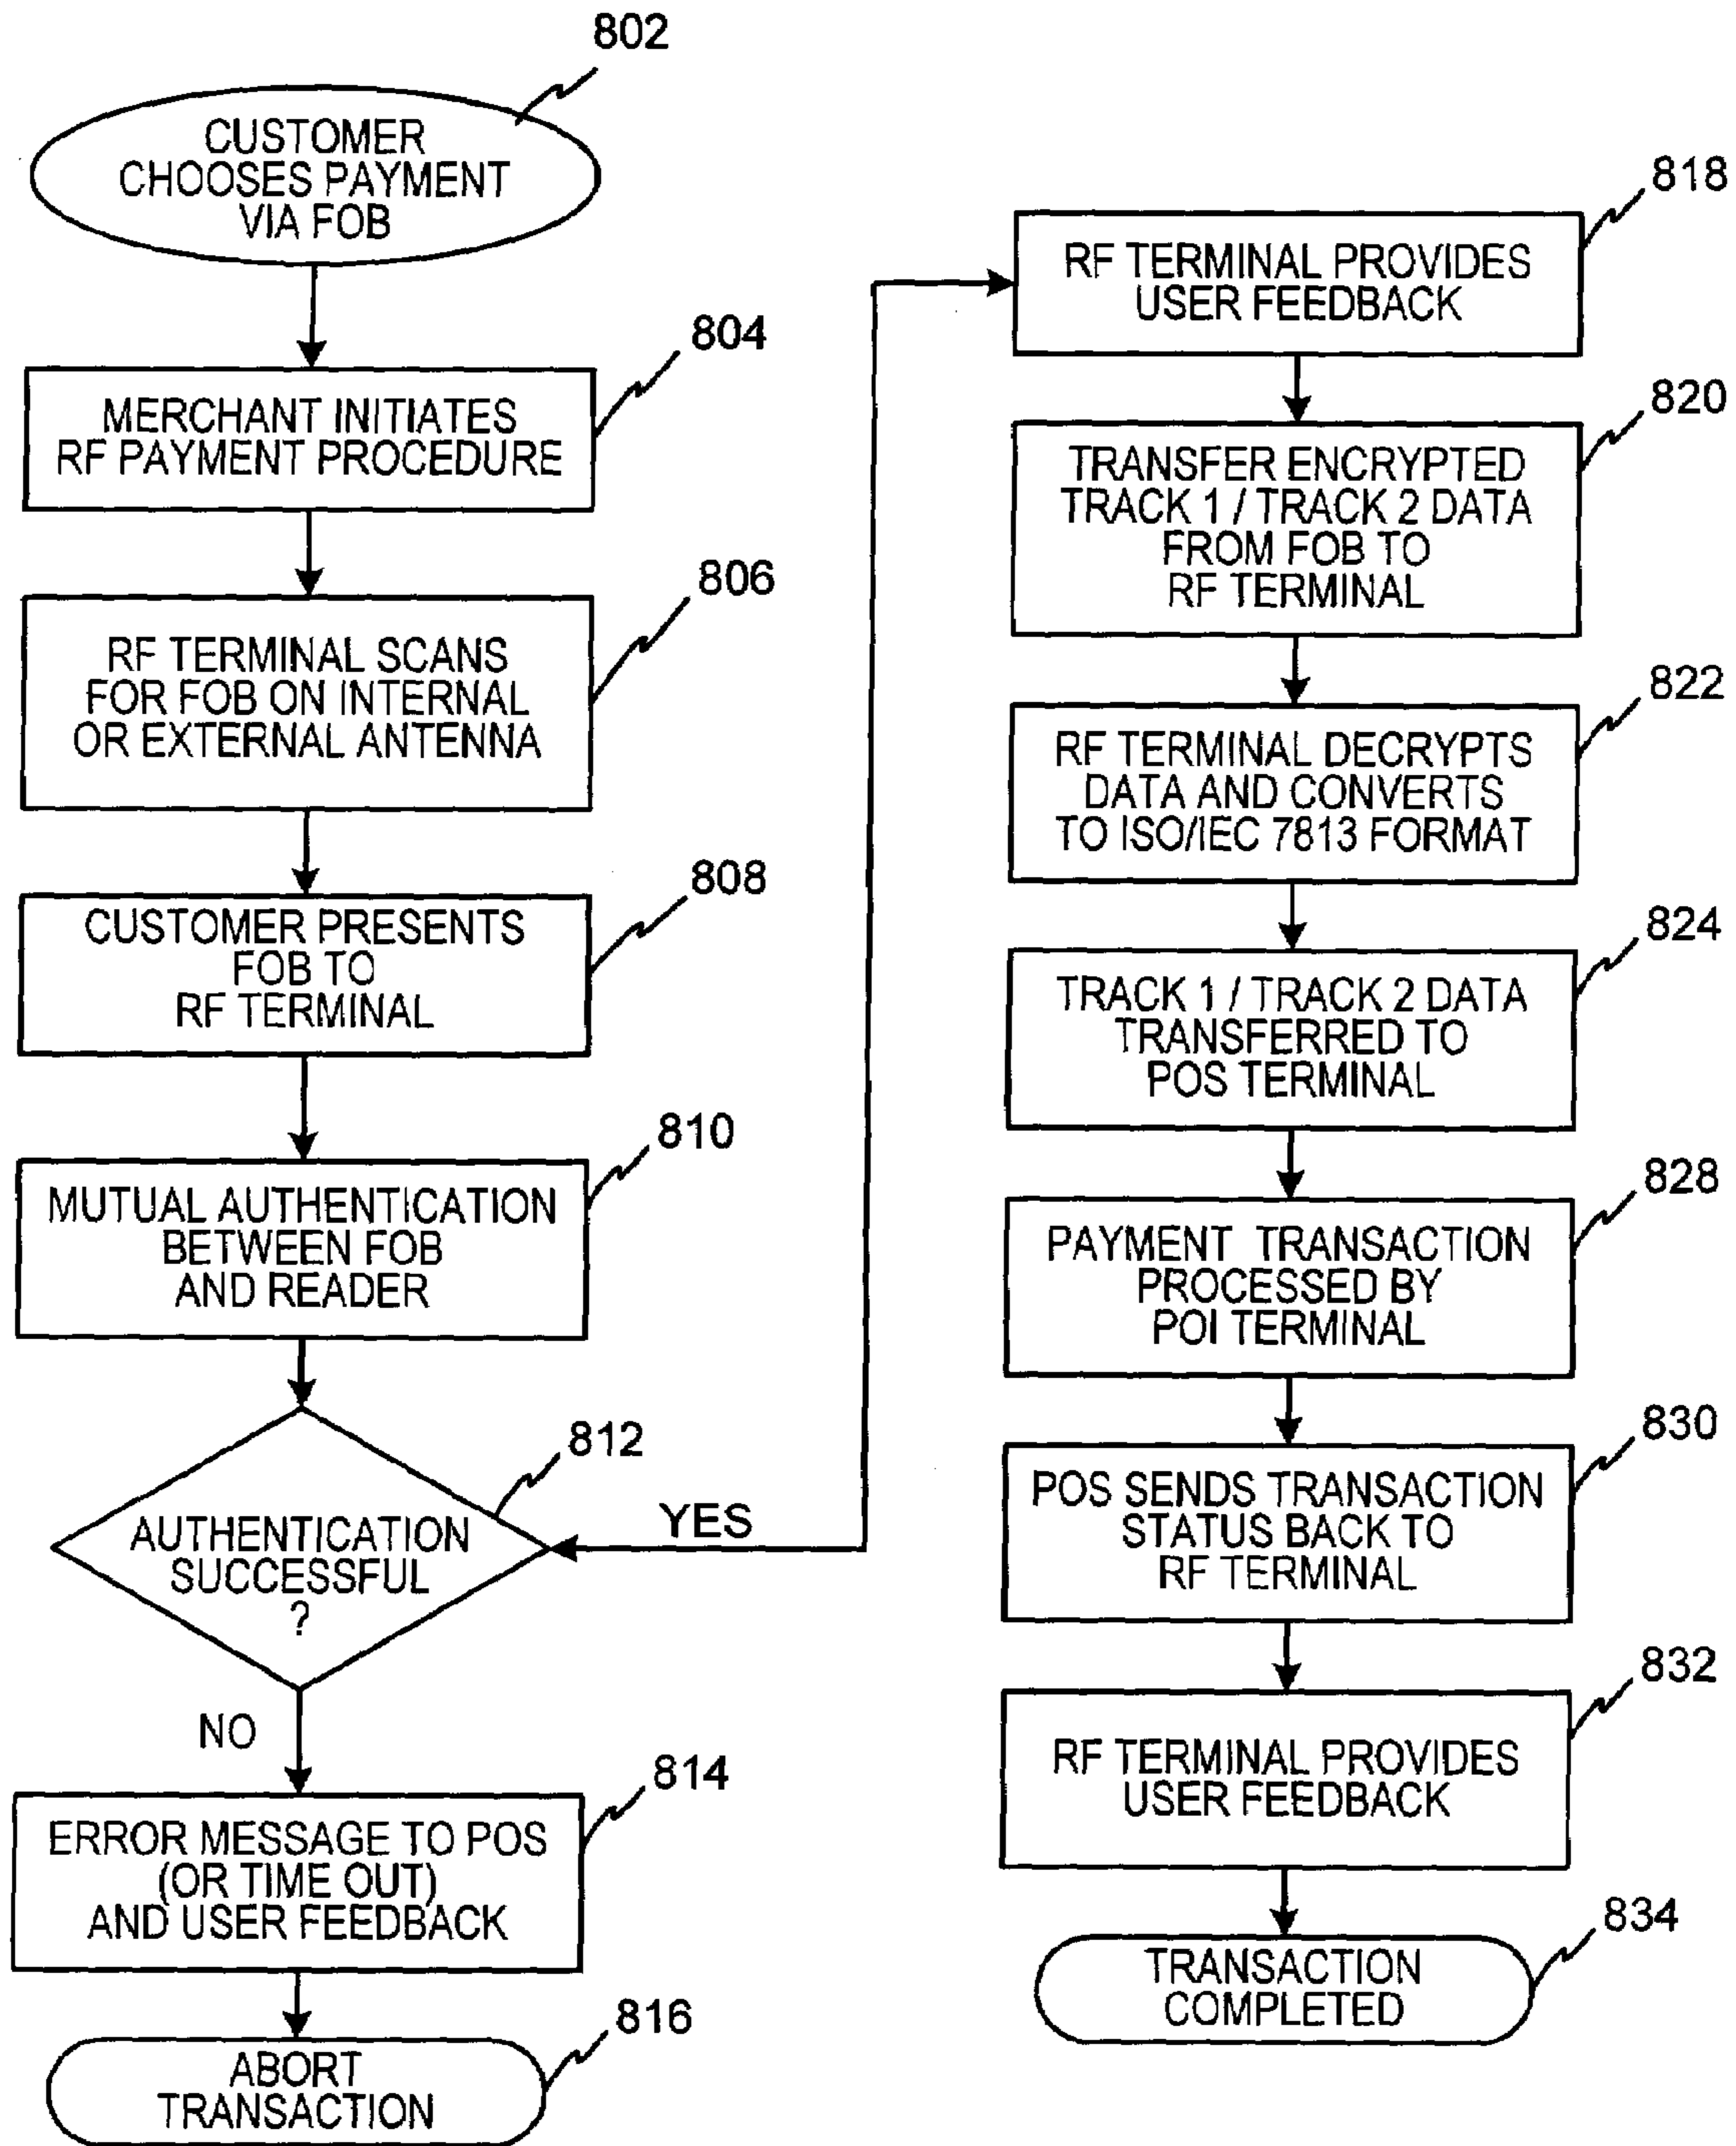 802
CUSTOMER
CHOOSES PAYMENT
VIA FOB
804
MERCHANT INITIATES
RF PAYMENT PROCEDURE
806
RF TERMINAL SCANS
FOR FOB ON INTERNAL
OR EXTERNAL ANTENNA
808
CUSTOMER PRESENTS
FOB TO
RF TERMINAL
810
MUTUAL AUTHENTICATION
BETWEEN FOB
AND READER
812
AUTHENTICATION
SUCCESSFUL
?
YES
NO
814
ERROR MESSAGE TO POS
(OR TIME OUT)
AND USER FEEDBACK
816
ABORT
TRANSACTION
818
RF TERMINAL PROVIDES
USER FEEDBACK
820
TRANSFER ENCRYPTED
TRACK 1 / TRACK 2 DATA
FROM FOB TO
RF TERMINAL
822
RF TERMINAL DECRYPTS
DATA AND CONVERTS
TO ISO/IEC 7813 FORMAT
824
TRACK 1 / TRACK 2 DATA
TRANSFERRED TO
POS TERMINAL
828
PAYMENT TRANSACTION
PROCESSED BY
POI TERMINAL
830
POS SENDS TRANSACTION
STATUS BACK TO
RF TERMINAL
832
RF TERMINAL PROVIDES
USER FEEDBACK
834
TRANSACTION
COMPLETED